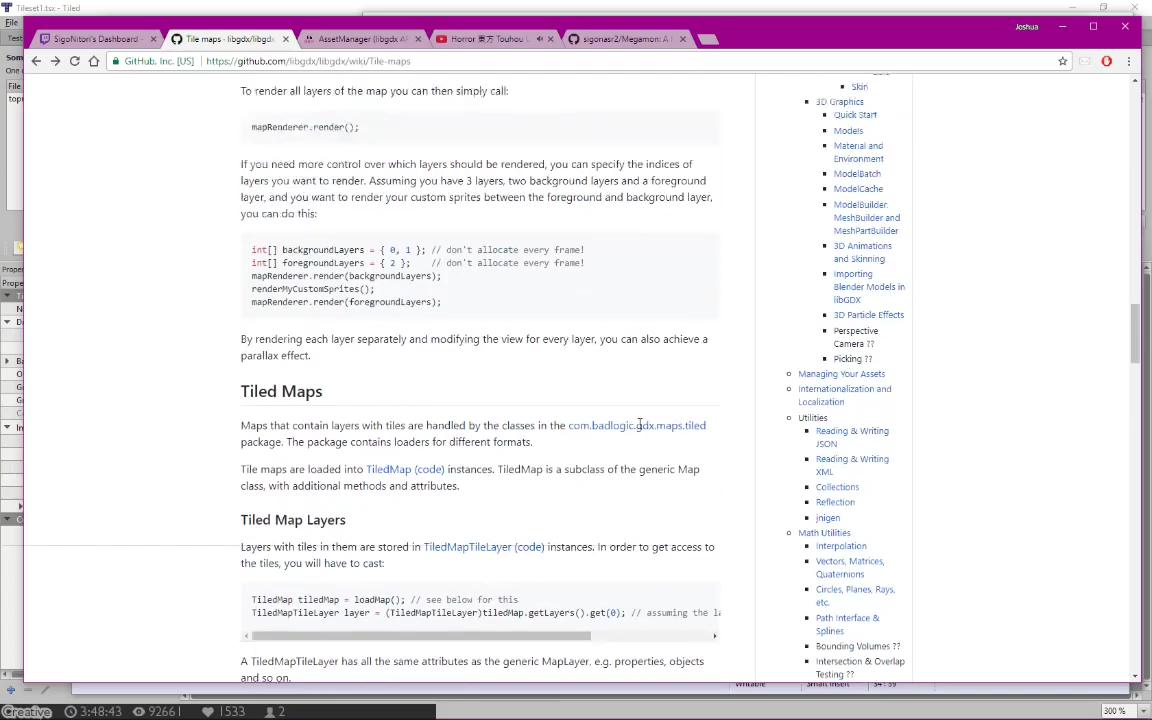 Tileset1.tsx - Tiled
File
SigoNitori's Dashboard -
Tile maps · libgdx/libgdx
AssetManager (libgdx AP
Horror 東方 Touhou
sigonasr2/Megamon: A
Joshua
GitHub, Inc. [US]
https://github.com/libgdx/libgdx/wiki/Tile-maps
To render all layers of the map you can then simply call:
mapRenderer.render();
If you need more control over which layers should be rendered, you can specify the indices of
layers you want to render. Assuming you have 3 layers, two background layers and a foreground
layer, and you want to render your custom sprites between the foreground and background layer,
you can do this:
int[] backgroundLayers = { 0, 1 }; // don't allocate every frame!
int[] foregroundLayers = { 2 };    // don't allocate every frame!
mapRenderer.render(backgroundLayers);
renderMyCustomSprites();
mapRenderer.render(foregroundLayers);
By rendering each layer separately and modifying the view for every layer, you can also achieve a
parallax effect.
Tiled Maps
Maps that contain layers with tiles are handled by the classes in the com.badlogic.gdx.maps.tiled
package. The package contains loaders for different formats.
Tile maps are loaded into TiledMap (code) instances. TiledMap is a subclass of the generic Map
class, with additional methods and attributes.
Tiled Map Layers
Layers with tiles in them are stored in TiledMapTileLayer (code) instances. In order to get access to
the tiles, you will have to cast:
TiledMap tiledMap = loadMap(); // see below for this
TiledMapTileLayer layer = (TiledMapTileLayer)tiledMap.getLayers().get(0); // assuming the la
A TiledMapTileLayer has all the same attributes as the generic MapLayer, e.g. properties, objects
and so on.
Skin
3D Graphics
Quick Start
Models
Material and
Environment
ModelBatch
ModelCache
ModelBuilder,
MeshBuilder and
MeshPartBuilder
3D Animations
and Skinning
Importing
Blender Models in
libGDX
3D Particle Effects
Perspective
Camera ??
Picking ??
Managing Your Assets
Internationalization and
Localization
Utilities
Reading & Writing
JSON
Reading & Writing
XML
Collections
Reflection
jnigen
Math Utilities
Interpolation
Vectors, Matrices,
Quaternions
Circles, Planes, Rays,
etc.
Path Interface &
Splines
Bounding Volumes ??
Intersection & Overlap
Testing ??
Writable
Smart Insert
54 : 59
Creative
3:48:43
92661
1533
2
300 %